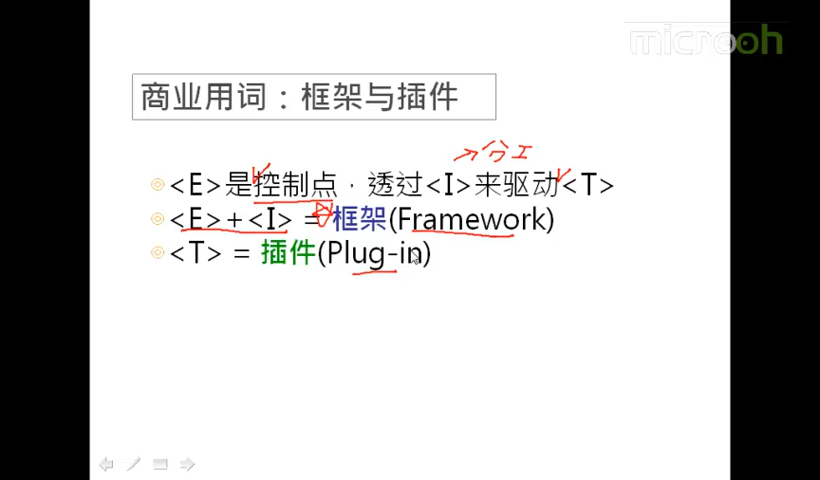 microoh
商业用词：框架与插件
分工
<E>是控制点，透过<I>来驱动<T>
<E>+<I> = 框架(Framework)
<T> = 插件(Plug-in)